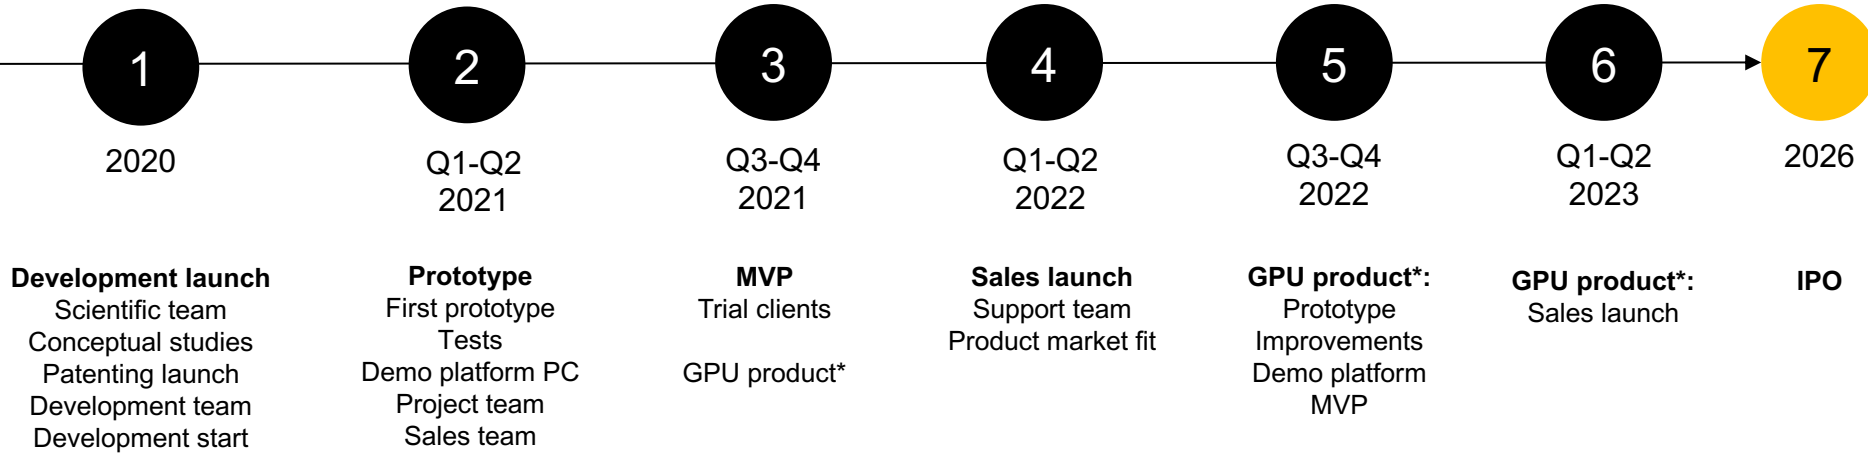 1
2020
Development launch
Scientific team
Conceptual studies
Patenting launch
Development team
Development start
2
Q1-Q2
2021
Prototype
First prototype
Tests
Demo platform PC
Project team
Sales team
3
Q3-Q4
2021
MVP
Trial clients
GPU product*
4
Q1-Q2
2022
Sales launch
Support team
Product market fit
5
Q3-Q4
2022
GPU product*:
Prototype
Improvements
Demo platform
MVP
6
Q1-Q2
2023
GPU product*:
Sales launch
7
2026
IPO